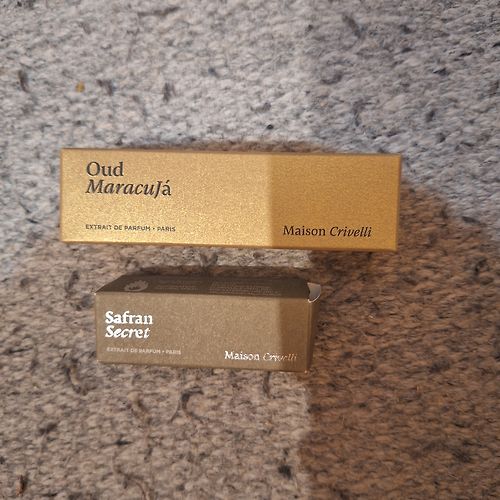 Oud
MaracuJá
EXTRAIT DE PARFUM • PARIS
Maison Crivelli
Safran
Secret
EXTRAIT DE PARFUM • PARIS
Maison Crivelli